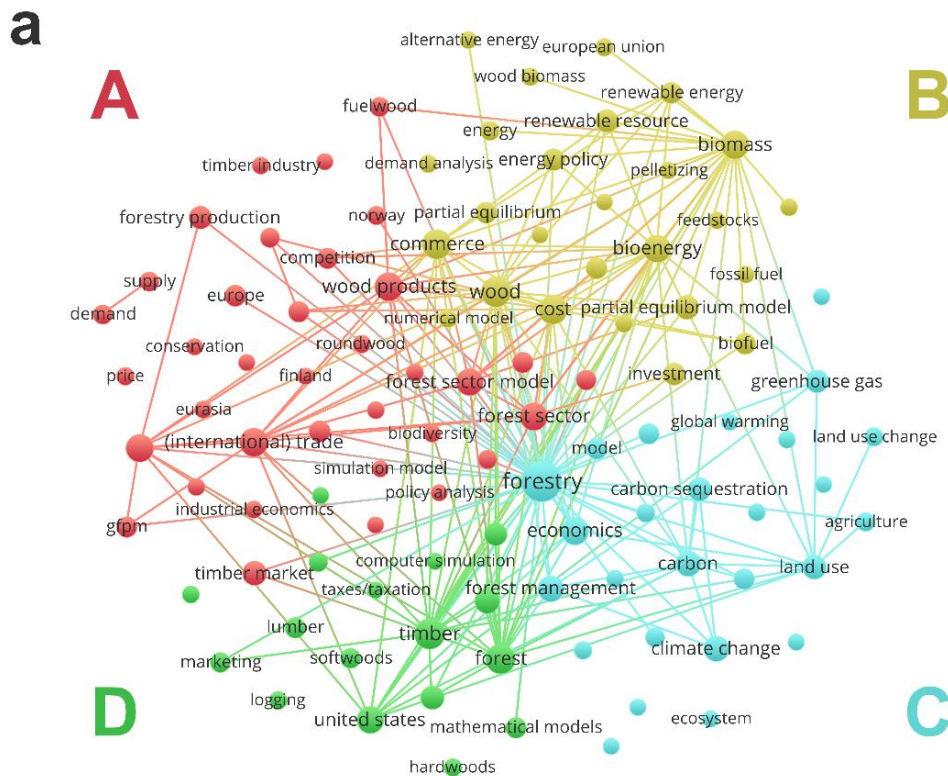 a
A
B
alternative energy
european union
wood biomass
renewable energy
fuelwood
renewable resource
energy
biomass
timber industry
demand analysis
energy policy
pelletizing
forestry production
norway
partial equilibrium
feedstocks
commerce
bioenergy
competition
fossil fuel
supply
europe
wood products
wood
cost
partial equilibrium model
demand
numerical model
conservation
roundwood
biofuel
price
finland
forest sector model
investment
greenhouse gas
eurasia
forest sector
global warming
(international) trade
biodiversity
model
land use change
simulation model
forestry
policy analysis
carbon sequestration
gfpm
industrial economics
economics
agriculture
timber market
computer simulation
carbon
land use
taxes/taxation
forest management
lumber
timber
marketing
softwoods
forest
climate change
logging
D
united states
mathematical models
ecosystem
C
hardwoods